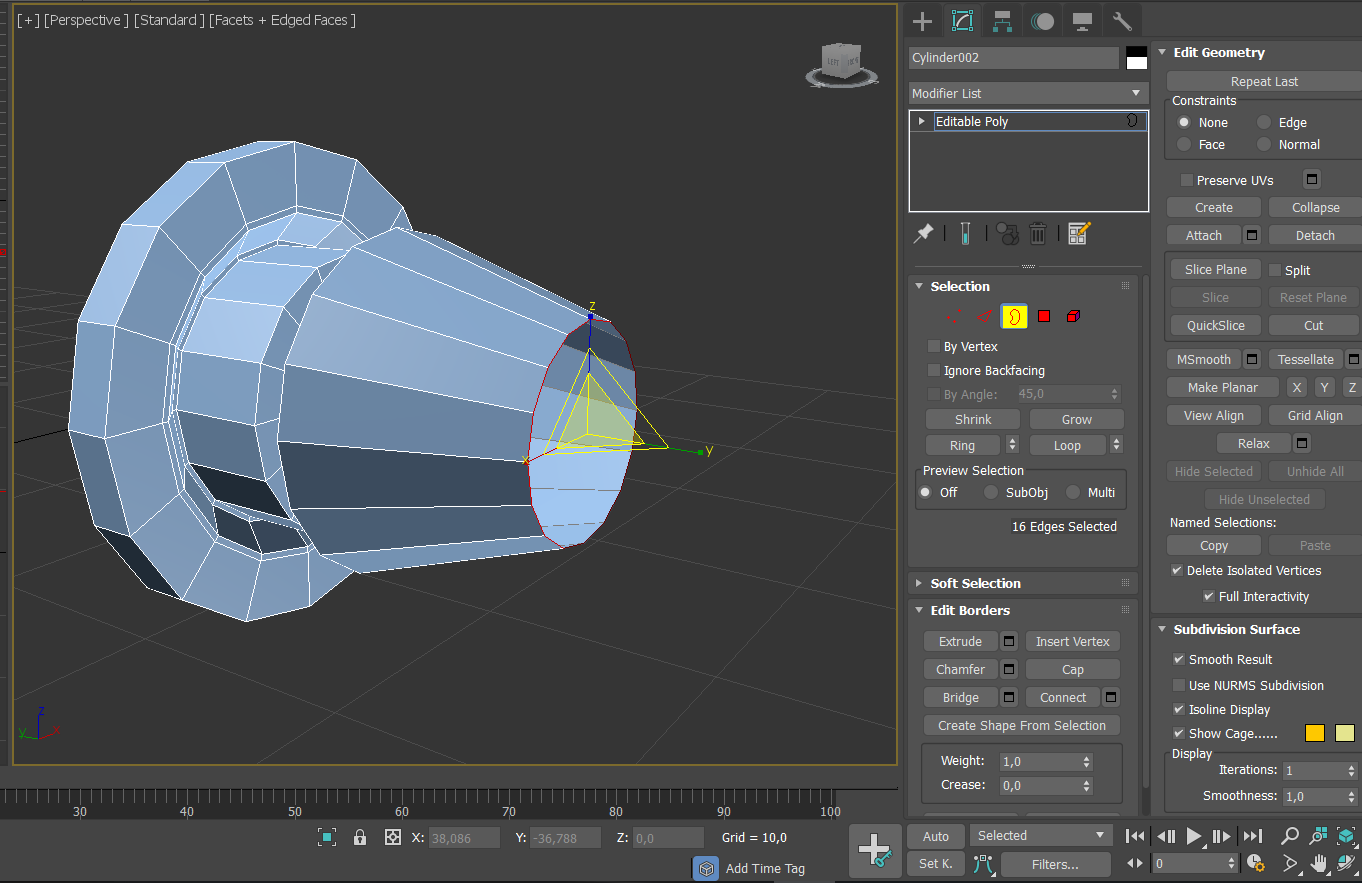 [ + ] [Perspective ] [Standard ] [Facets + Edged Faces ]
LEFT
z
x
y
z
y
x
Cylinder002
Modifier List
Editable Poly
Selection
By Vertex
Ignore Backfacing
By Angle: 45,0
Shrink Grow
Ring Loop
Preview Selection
Off SubObj Multi
16 Edges Selected
Soft Selection
Edit Borders
Extrude Insert Vertex
Chamfer Cap
Bridge Connect
Create Shape From Selection
Weight: 1,0
Crease: 0,0
Edit Geometry
Repeat Last
Constraints
None Edge
Face Normal
Preserve UVs
Create Collapse
Attach Detach
Slice Plane Split
Slice Reset Plane
QuickSlice Cut
MSmooth Tessellate
Make Planar X Y Z
View Align Grid Align
Relax
Hide Selected Unhide All
Hide Unselected
Named Selections:
Copy Paste
Delete Isolated Vertices
Full Interactivity
Subdivision Surface
Smooth Result
Use NURMS Subdivision
Isoline Display
Show Cage......
Display
Iterations: 1
Smoothness: 1,0
30 40 50 60 70 80 90 100
X: 38,086 Y: -36,788 Z: 0,0 Grid = 10,0
Add Time Tag
Auto Selected
Set K. Filters...
0